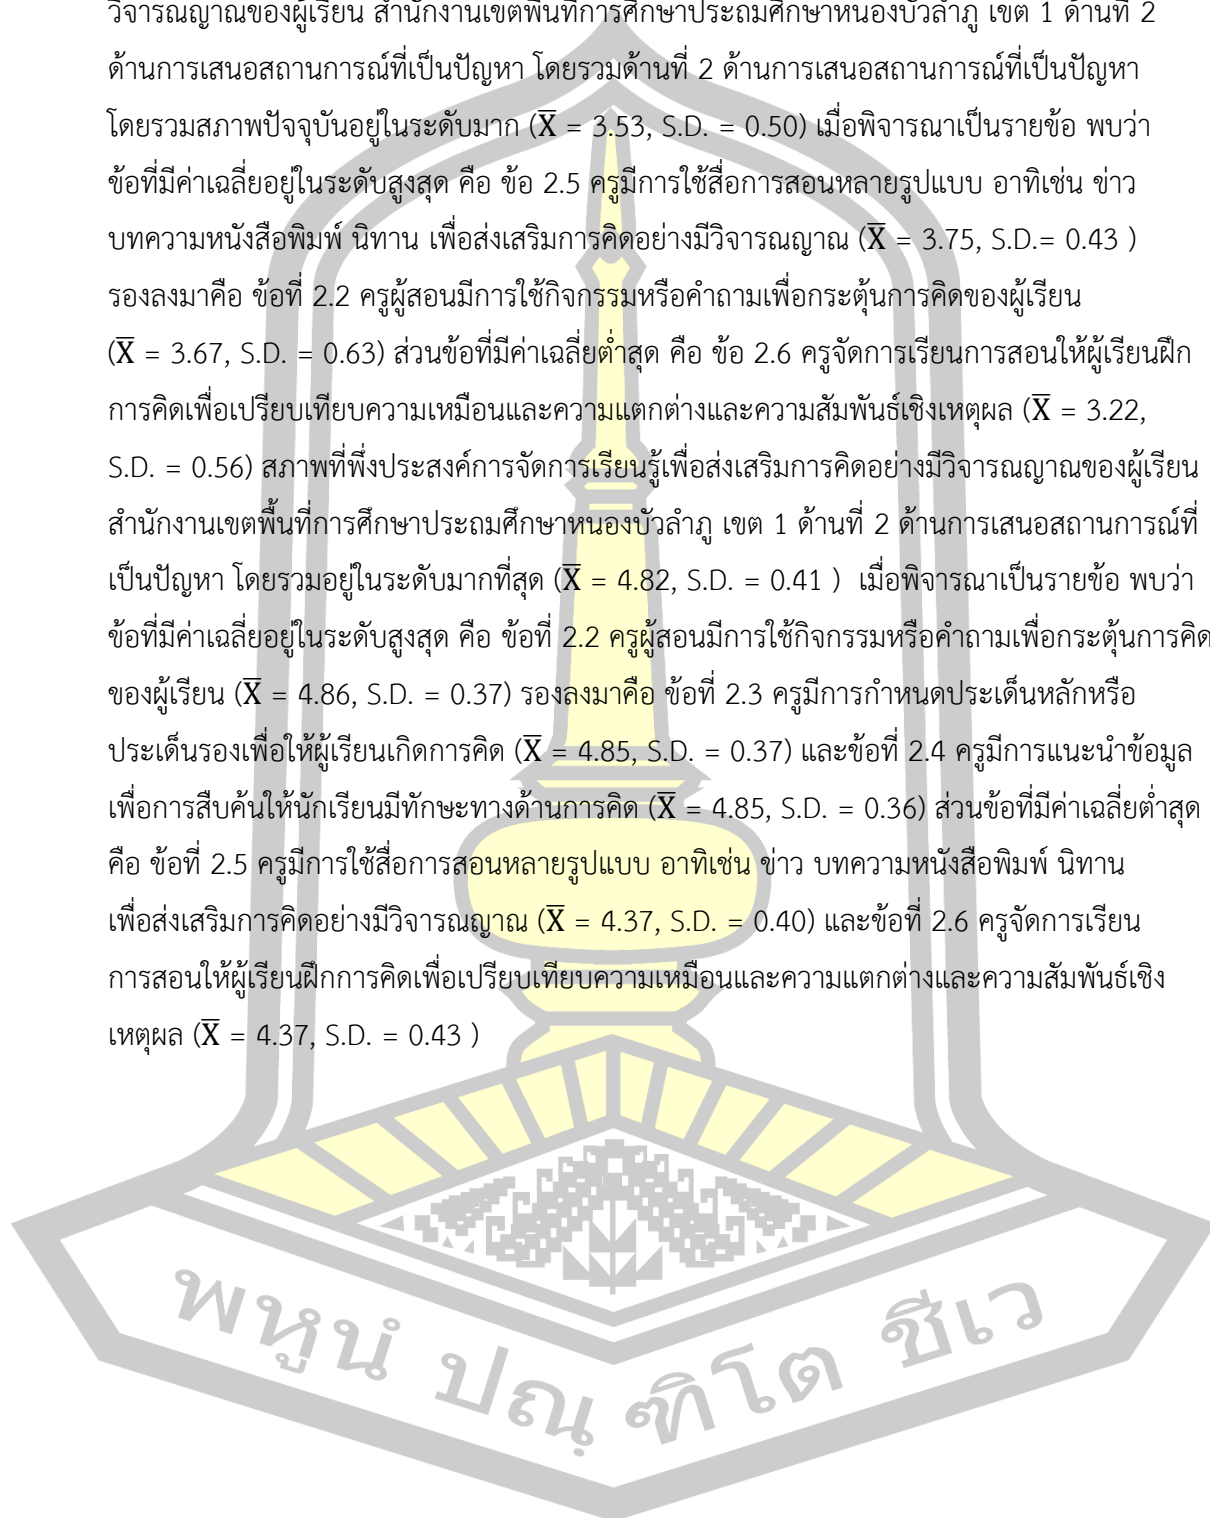 วิจารณญาณของผู้เรียน สำนักงานเขตพื้นที่การศึกษาประถมศึกษาหนองบัวลำภู เขต 1 ด้านที่ 2
ด้านการเสนอสถานการณ์ที่เป็นปัญหา โดยรวมด้านที่ 2 ด้านการเสนอสถานการณ์ที่เป็นปัญหา
โดยรวมสภาพปัจจุบันอยู่ในระดับมาก (X̅ = 3.53, S.D. = 0.50) เมื่อพิจารณาเป็นรายข้อ พบว่า
ข้อที่มีค่าเฉลี่ยอยู่ในระดับสูงสุด คือ ข้อ 2.5 ครูมีการใช้สื่อการสอนหลายรูปแบบ อาทิเช่น ข่าว
บทความหนังสือพิมพ์ นิทาน เพื่อส่งเสริมการคิดอย่างมีวิจารณญาณ (X̅ = 3.75, S.D.= 0.43 )
รองลงมาคือ ข้อที่ 2.2 ครูผู้สอนมีการใช้กิจกรรมหรือคำถามเพื่อกระตุ้นการคิดของผู้เรียน
(X̅ = 3.67, S.D. = 0.63) ส่วนข้อที่มีค่าเฉลี่ยต่ำสุด คือ ข้อ 2.6 ครูจัดการเรียนการสอนให้ผู้เรียนฝึก
การคิดเพื่อเปรียบเทียบความเหมือนและความแตกต่างและความสัมพันธ์เชิงเหตุผล (X̅ = 3.22,
S.D. = 0.56) สภาพที่พึงประสงค์การจัดการเรียนรู้เพื่อส่งเสริมการคิดอย่างมีวิจารณญาณของผู้เรียน
สำนักงานเขตพื้นที่การศึกษาประถมศึกษาหนองบัวลำภู เขต 1 ด้านที่ 2 ด้านการเสนอสถานการณ์ที่
เป็นปัญหา โดยรวมอยู่ในระดับมากที่สุด (X̅ = 4.82, S.D. = 0.41 ) เมื่อพิจารณาเป็นรายข้อ พบว่า
ข้อที่มีค่าเฉลี่ยอยู่ในระดับสูงสุด คือ ข้อที่ 2.2 ครูผู้สอนมีการใช้กิจกรรมหรือคำถามเพื่อกระตุ้นการคิด
ของผู้เรียน (X̅ = 4.86, S.D. = 0.37) รองลงมาคือ ข้อที่ 2.3 ครูมีการกำหนดประเด็นหลักหรือ
ประเด็นรองเพื่อให้ผู้เรียนเกิดการคิด (X̅ = 4.85, S.D. = 0.37) และข้อที่ 2.4 ครูมีการแนะนำข้อมูล
เพื่อการสืบค้นให้นักเรียนมีทักษะทางด้านการคิด (X̅ = 4.85, S.D. = 0.36) ส่วนข้อที่มีค่าเฉลี่ยต่ำสุด
คือ ข้อที่ 2.5 ครูมีการใช้สื่อการสอนหลายรูปแบบ อาทิเช่น ข่าว บทความหนังสือพิมพ์ นิทาน
เพื่อส่งเสริมการคิดอย่างมีวิจารณญาณ (X̅ = 4.37, S.D. = 0.40) และข้อที่ 2.6 ครูจัดการเรียน
การสอนให้ผู้เรียนฝึกการคิดเพื่อเปรียบเทียบความเหมือนและความแตกต่างและความสัมพันธ์เชิง
เหตุผล (X̅ = 4.37, S.D. = 0.43 )
พหูนํ ปณฺฑิโต ชีเว